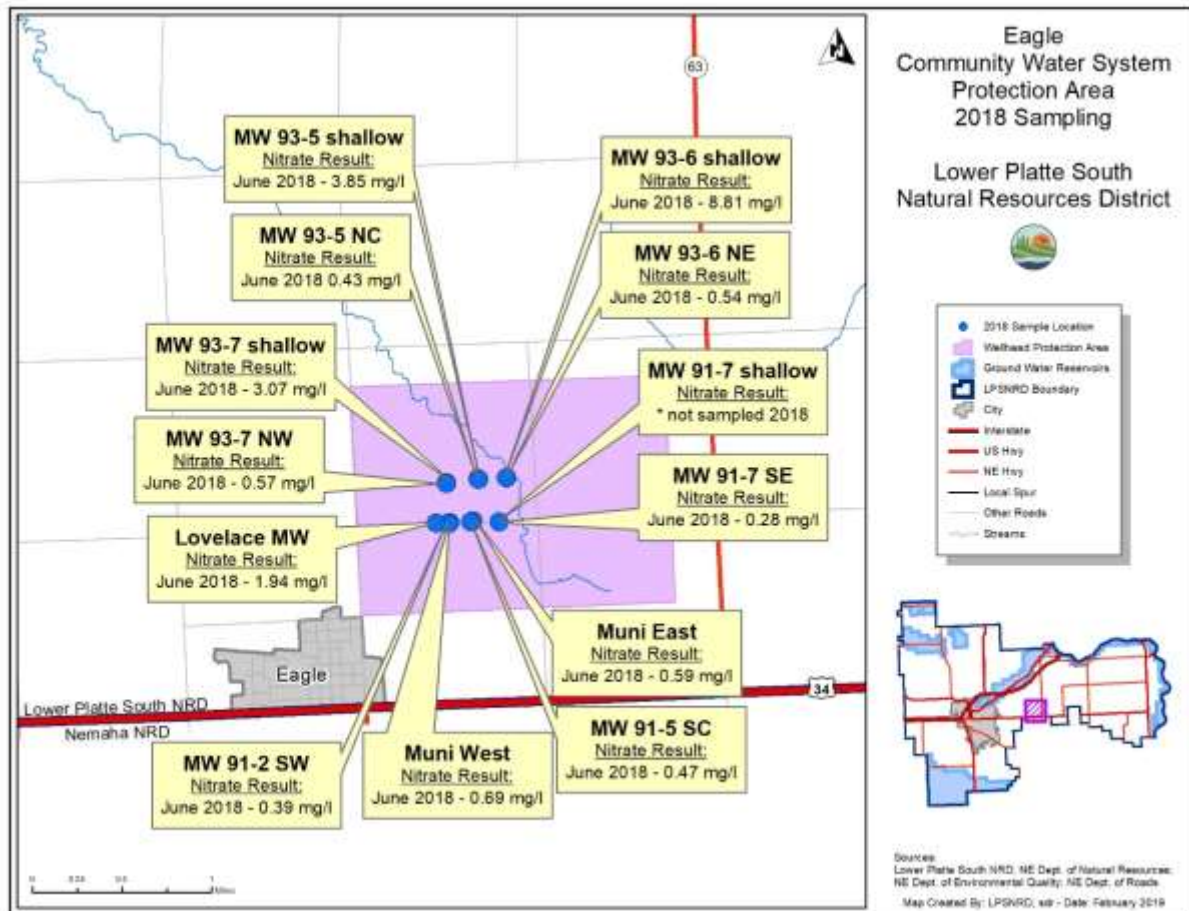 Eagle
Community Water System
Protection Area
2018 Sampling
Lower Platte South
Natural Resources District
N
63
MW 93-5 shallow
Nitrate Result:
June 2018 - 3.85 mg/l
MW 93-6 shallow
Nitrate Result:
June 2018 - 8.81 mg/l
MW 93-5 NC
Nitrate Result:
June 2018 0.43 mg/l
MW 93-6 NE
Nitrate Result:
June 2018 - 0.54 mg/l
MW 93-7 shallow
Nitrate Result:
June 2018 - 3.07 mg/l
MW 91-7 shallow
Nitrate Result:
* not sampled 2018
MW 93-7 NW
Nitrate Result:
June 2018 - 0.57 mg/l
MW 91-7 SE
Nitrate Result:
June 2018 - 0.28 mg/l
Lovelace MW
Nitrate Result:
June 2018 - 1.94 mg/l
Muni East
Nitrate Result:
June 2018 - 0.59 mg/l
Eagle
34
Lower Platte South NRD
Nemaha NRD
MW 91-2 SW
Nitrate Result:
June 2018 - 0.39 mg/l
Muni West
Nitrate Result:
June 2018 - 0.69 mg/l
MW 91-5 SC
Nitrate Result:
June 2018 - 0.47 mg/l
0 0.5 1
Miles
2018 Sample Location
Wellhead Protection Area
Ground Water Reservoirs
LPSNRD Boundary
City
Interstate
US Hwy
NE Hwy
Local Spur
Other Roads
Streams
Sources:
Lower Platte South NRD; NE Dept. of Natural Resources;
NE Dept. of Environmental Quality; NE Dept. of Roads
Map Created By: LPSNRD, sdr - Date: February 2019